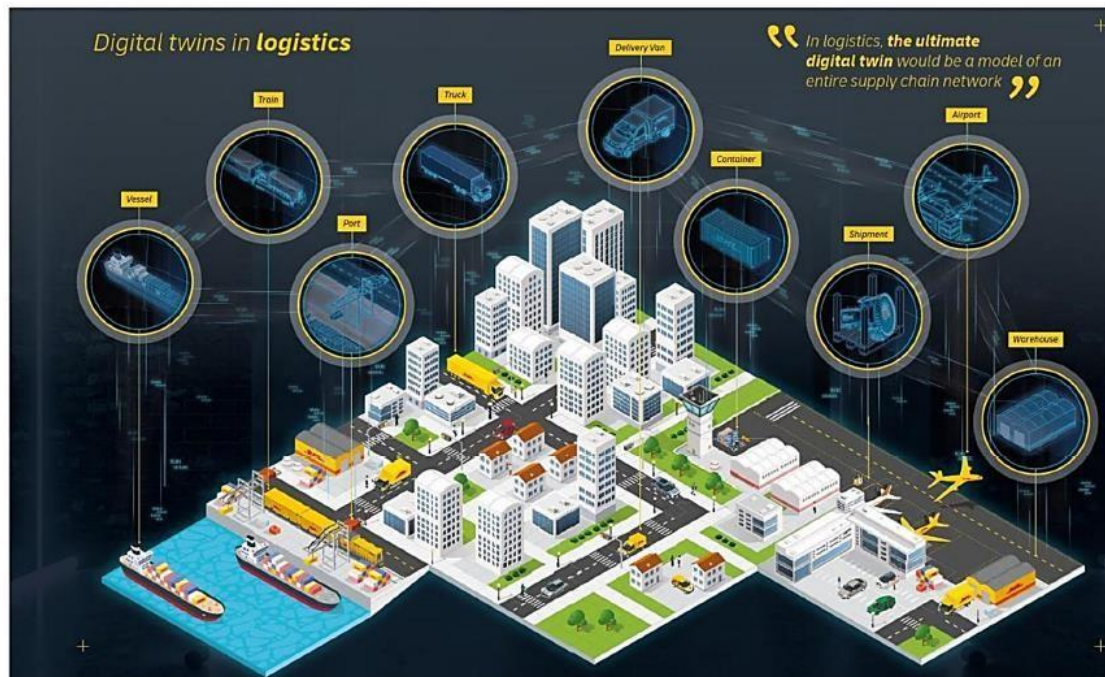 Digital twins in logistics
In logistics, the ultimate
digital twin would be a model of an
entire supply chain network
Delivery Van
Train
Truck
Airport
Container
Vessel
Port
Shipment
Warehouse